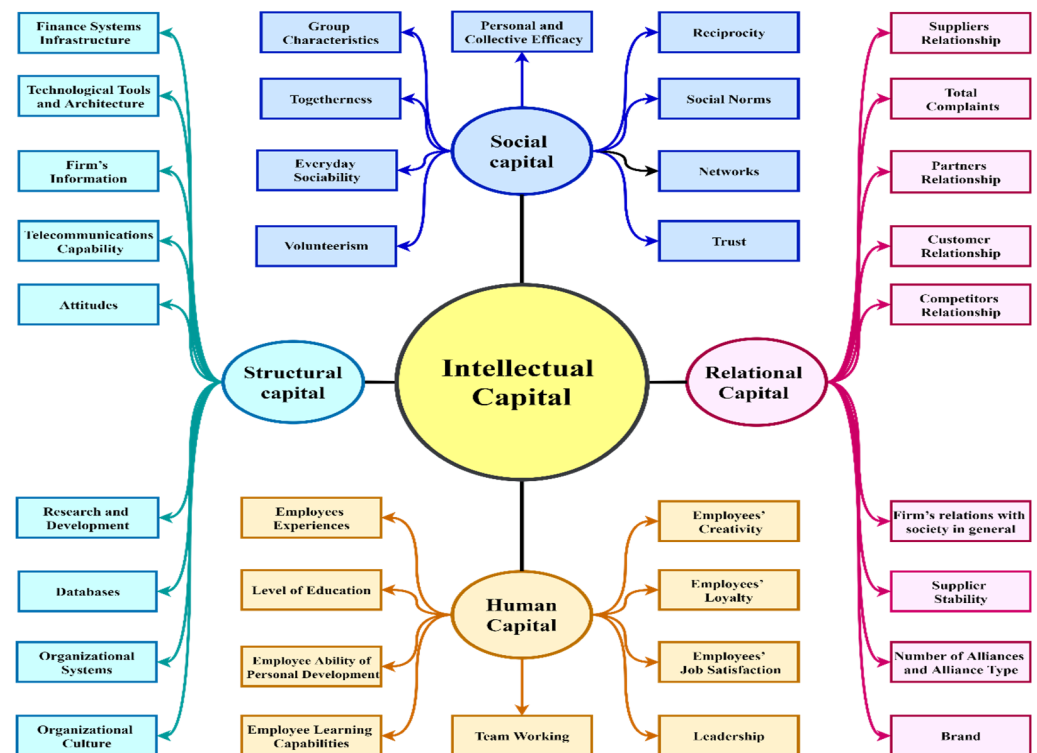 Finance Systems
Infrastructure
Technological Tools
and Architecture
Firm's
Information
Telecommunications
Capability
Attitudes
Structural
capital
Research and
Development
Databases
Organizational
Systems
Organizational
Culture
Group
Characteristics
Togetherness
Everyday
Sociability
Volunteerism
Personal and
Collective Efficacy
Social
capital
Reciprocity
Social Norms
Networks
Trust
Intellectual
Capital
Employees
Experiences
Level of Education
Employee Ability of
Personal Development
Employee Learning
Capabilities
Human
Capital
Team Working
Employees'
Creativity
Employees'
Loyalty
Employees'
Job Satisfaction
Leadership
Suppliers
Relationship
Total
Complaints
Partners
Relationship
Customer
Relationship
Competitors
Relationship
Relational
Capital
Firm's relations with
society in general
Supplier
Stability
Number of Alliances
and Alliance Type
Brand